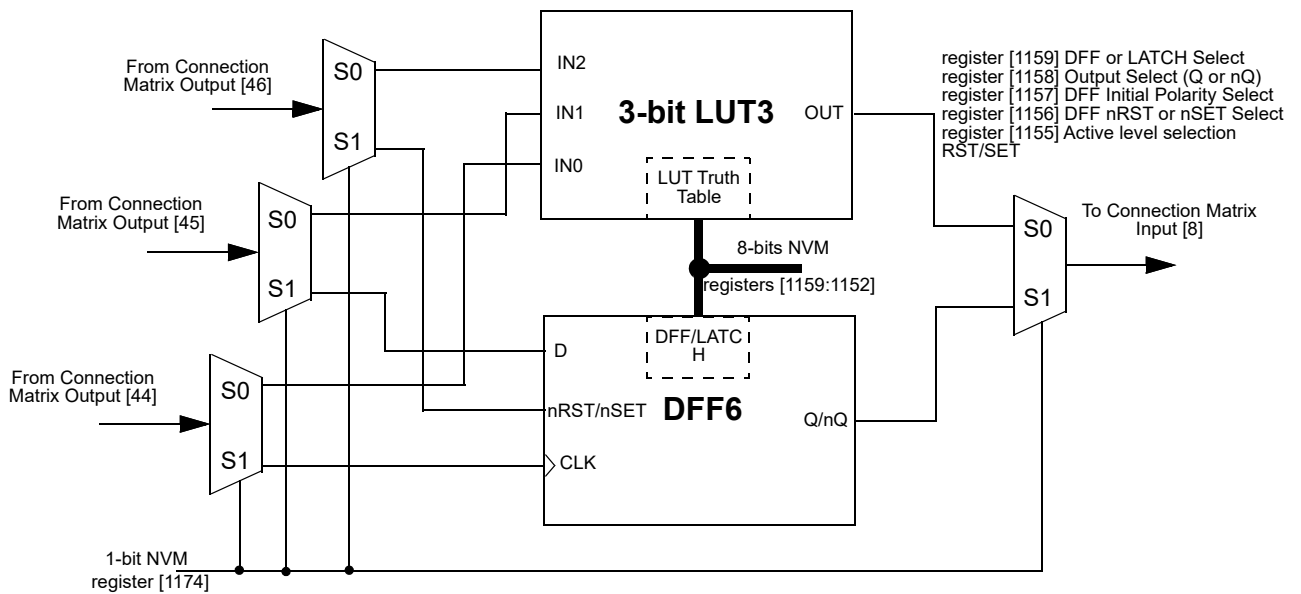 From Connection
Matrix Output [46]
S0
S1
IN2
IN1
IN0
3-bit LUT3
OUT
LUT Truth
Table
register [1159] DFF or LATCH Select
register [1158] Output Select (Q or nQ)
register [1157] DFF Initial Polarity Select
register [1156] DFF nRST or nSET Select
register [1155] Active level selection
RST/SET
From Connection
Matrix Output [45]
S0
S1
8-bits NVM
registers [1159:1152]
S0
S1
To Connection Matrix
Input [8]
From Connection
Matrix Output [44]
S0
S1
DFF/LATC
H
D
nRST/nSET
DFF6
CLK
Q/nQ
1-bit NVM
register [1174]